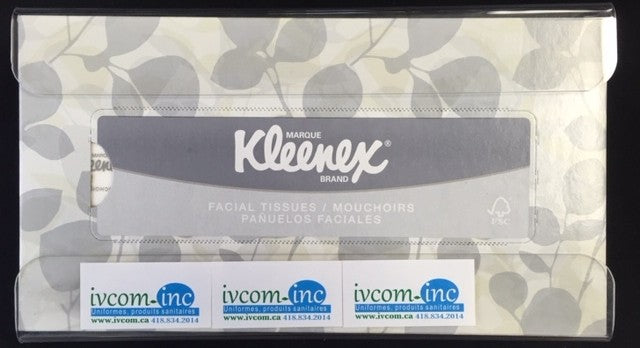 MARQUE
Kleenex®
BRAND
FACIAL TISSUES / MOUCHOIRS
PAÑUELOS FACIALES
FSC
ivcom-inc
Uniformes, produits sanitaires
www.ivcom.ca 418.834.2014
ivcom-inc
Uniformes, produits sanitaires
www.ivcom.ca 418.834.2014
ivcom-inc
Uniformes, produits sanitaires
www.ivcom.ca 418.834.2014